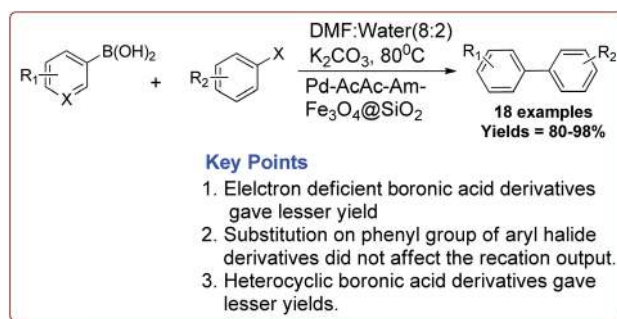 DMF:Water(8:2)
K₂CO₃, 80⁰C
Pd-AcAc-Am-
Fe₃O₄@SiO₂
B(OH)₂
R₁
X
+
X
R₂
R₁
R₂
18 examples
Yields = 80-98%
Key Points
1. Elelctron deficient boronic acid derivatives
gave lesser yield
2. Substitution on phenyl group of aryl halide
derivatives did not affect the recation output.
3. Heterocyclic boronic acid derivatives gave
lesser yields.